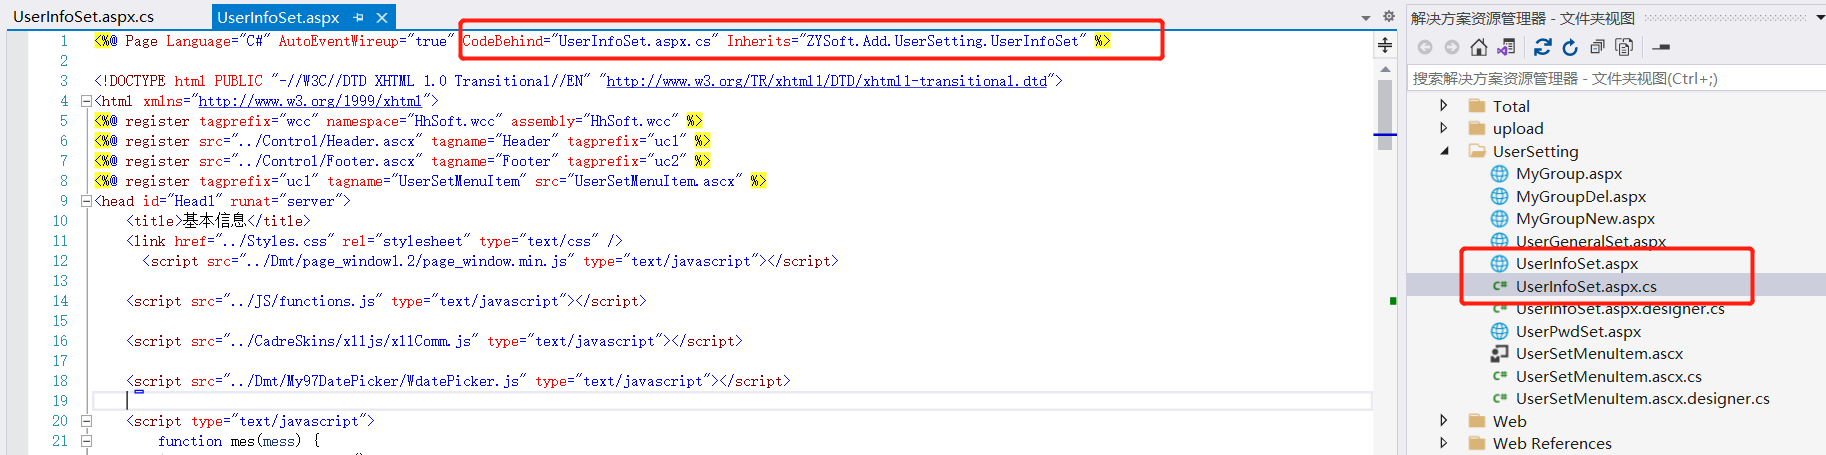 UserInfoSet.aspx.cs
UserInfoSet.aspx
1 <%@ Page Language="C#" AutoEventWireup="true" CodeBehind="UserInfoSet.aspx.cs" Inherits="ZYSoft.Add.UserSetting.UserInfoSet" %>
2
3 <!DOCTYPE html PUBLIC "-//W3C//DTD XHTML 1.0 Transitional//EN" "http://www.w3.org/TR/xhtml1/DTD/xhtml1-transitional.dtd">
4 <html xmlns="http://www.w3.org/1999/xhtml">
5 <%@ register tagprefix="wcc" namespace="HhSoft.wcc" assembly="HhSoft.wcc" %>
6 <%@ register src="../Control/Header.ascx" tagname="Header" tagprefix="uc1" %>
7 <%@ register src="../Control/Footer.ascx" tagname="Footer" tagprefix="uc2" %>
8 <%@ register tagprefix="uc1" tagname="UserSetMenuItem" src="UserSetMenuItem.ascx" %>
9 <head id="Head1" runat="server">
10 <title>基本信息</title>
11 <link href="../Styles.css" rel="stylesheet" type="text/css" />
12 <script src="../Dmt/page_window1.2/page_window.min.js" type="text/javascript"></script>
13
14 <script src="../JS/functions.js" type="text/javascript"></script>
15
16 <script src="../CadreSkins/x11js/x11Comm.js" type="text/javascript"></script>
17
18 <script src="../Dmt/My97DatePicker/WdatePicker.js" type="text/javascript"></script>
19
20 <script type="text/javascript">
21 function mes(mess) {
解决方案资源管理器 - 文件夹视图
搜索解决方案资源管理器 - 文件夹视图(Ctrl+;)
Total
upload
UserSetting
MyGroup.aspx
MyGroupDel.aspx
MyGroupNew.aspx
UserGeneralSet.aspx
UserInfoSet.aspx
UserInfoSet.aspx.cs
UserInfoSet.aspx.designer.cs
UserPwdSet.aspx
UserSetMenuItem.ascx
UserSetMenuItem.ascx.cs
UserSetMenuItem.ascx.designer.cs
Web
Web References